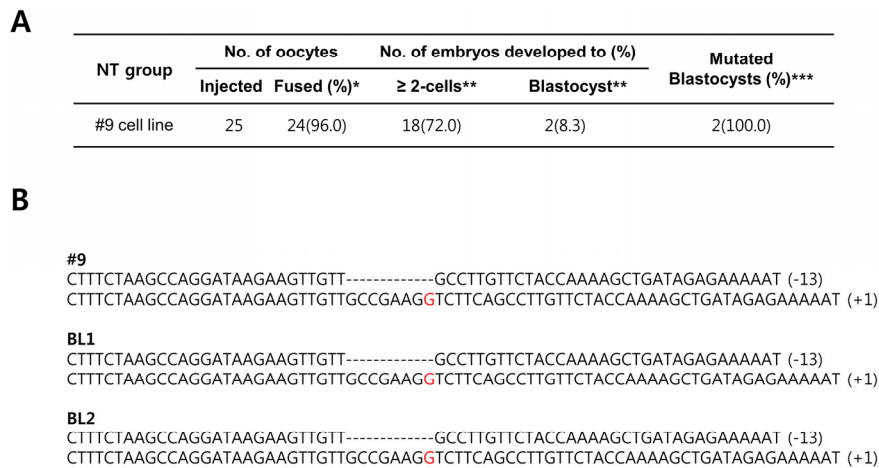 A
NT group No. of oocytes No. of embryos developed to (%) Mutated Blastocysts (%)***
Injected Fused (%)* ≥ 2-cells** Blastocyst**
#9 cell line 25 24(96.0) 18(72.0) 2(8.3) 2(100.0)
B
#9
CTTTCTAAGCCAGGATAAGAAGTTGTT-------------GCCTTGTTCTACCAAAAGCTGATAGAGAAAAAT (-13)
CTTTCTAAGCCAGGATAAGAAGTTGTTGCCGAAGGTCTTCAGCCTTGTTCTACCAAAAGCTGATAGAGAAAAAT (+1)
BL1
CTTTCTAAGCCAGGATAAGAAGTTGTT-------------GCCTTGTTCTACCAAAAGCTGATAGAGAAAAAT (-13)
CTTTCTAAGCCAGGATAAGAAGTTGTTGCCGAAGGTCTTCAGCCTTGTTCTACCAAAAGCTGATAGAGAAAAAT (+1)
BL2
CTTTCTAAGCCAGGATAAGAAGTTGTT-------------GCCTTGTTCTACCAAAAGCTGATAGAGAAAAAT (-13)
CTTTCTAAGCCAGGATAAGAAGTTGTTGCCGAAGGTCTTCAGCCTTGTTCTACCAAAAGCTGATAGAGAAAAAT (+1)